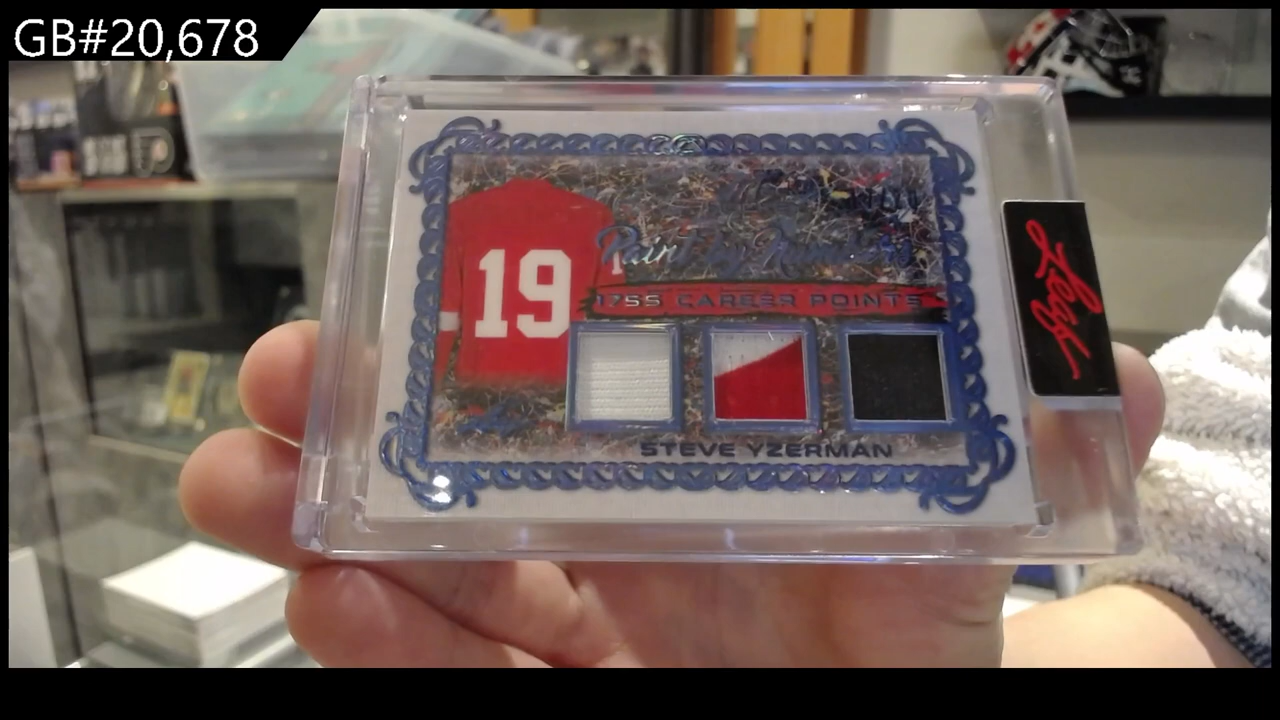 GB#20,678
19
Paint by Numbers
1755 CAREER POINTS
STEVE YZERMAN
Leaf